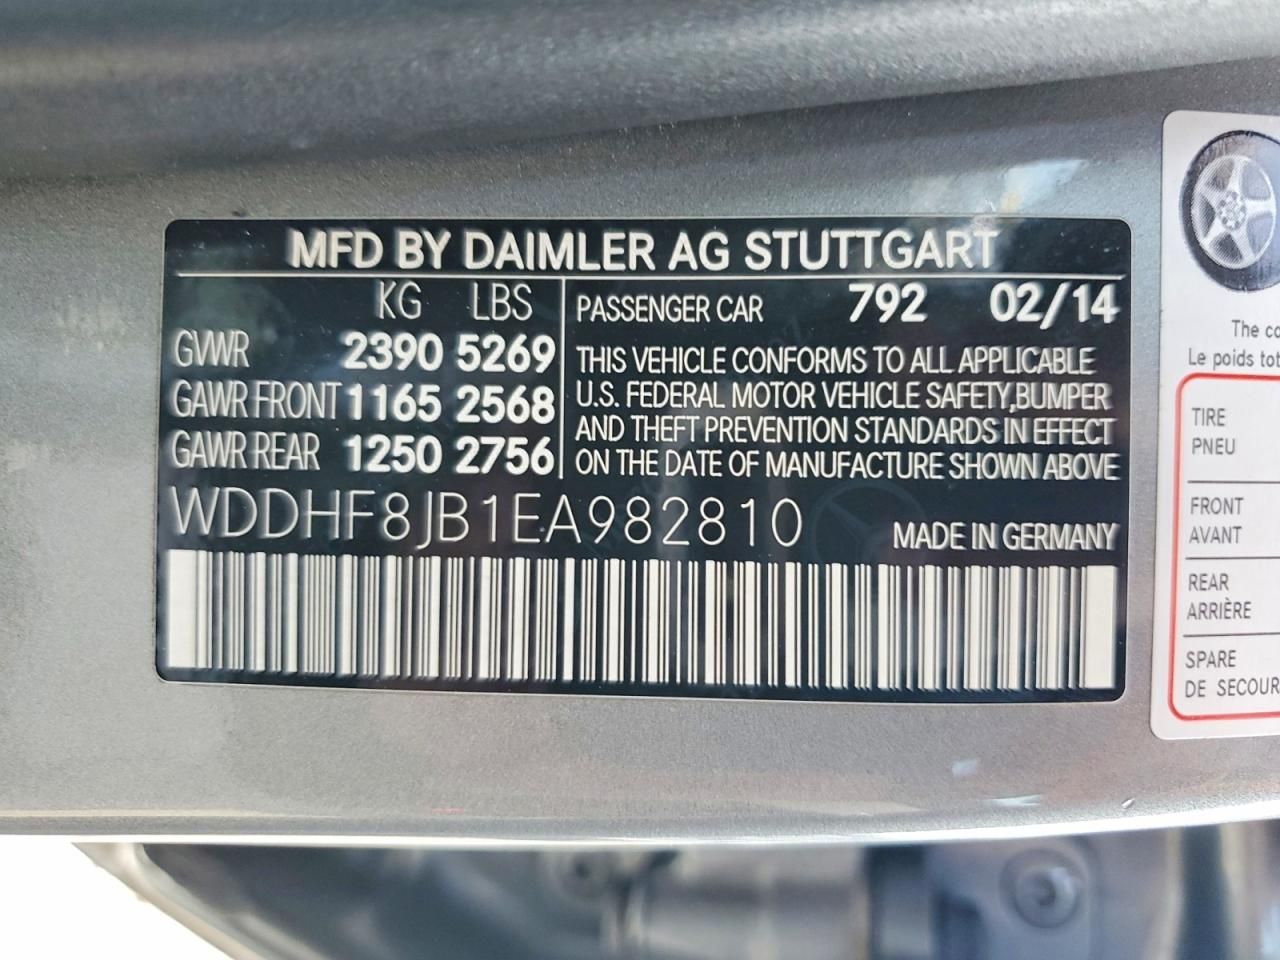 MFD BY DAIMLER AG STUTTGART
KG LBS
GVWR 2390 5269
GAWR FRONT 1165 2568
GAWR REAR 1250 2756
PASSENGER CAR 792 02/14
THIS VEHICLE CONFORMS TO ALL APPLICABLE
U.S. FEDERAL MOTOR VEHICLE SAFETY,BUMPER
AND THEFT PREVENTION STANDARDS IN EFFECT
ON THE DATE OF MANUFACTURE SHOWN ABOVE
WDDHF8JB1EA982810
MADE IN GERMANY
The
Le poids
TIRE
PNEU
FRONT
AVANT
REAR
ARRIÈRE
SPARE
DE